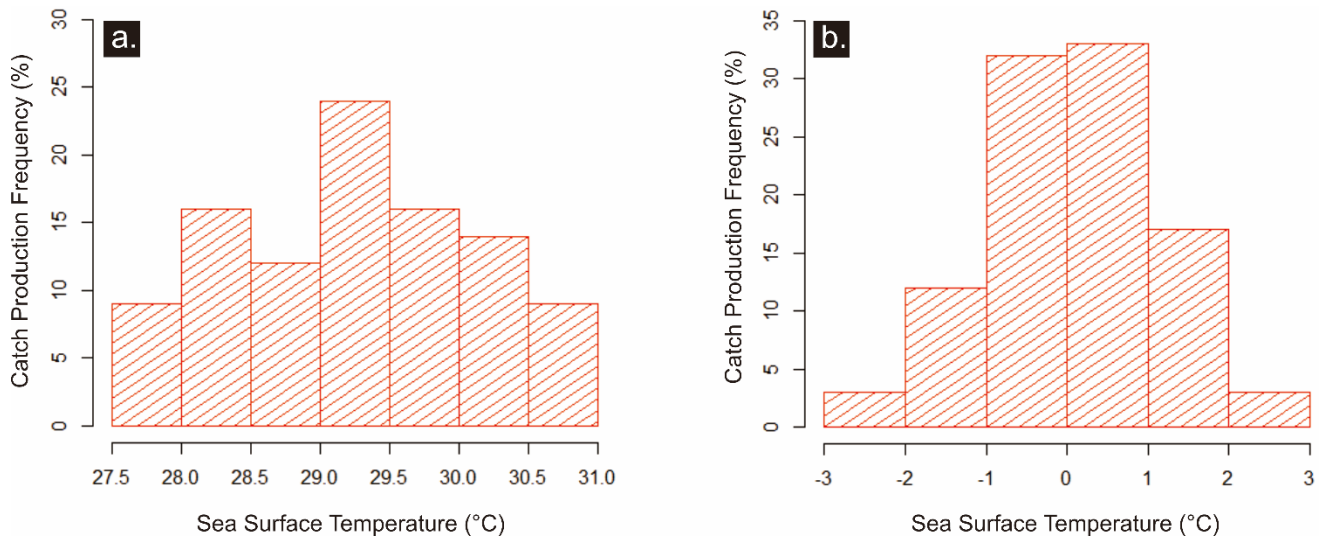 a.
Catch Production Frequency (%)
30
25
20
15
10
5
0
27.5 28.0 28.5 29.0 29.5 30.0 30.5 31.0
Sea Surface Temperature (°C)
b.
Catch Production Frequency (%)
35
30
25
20
15
10
5
0
-3 -2 -1 0 1 2 3
Sea Surface Temperature (°C)